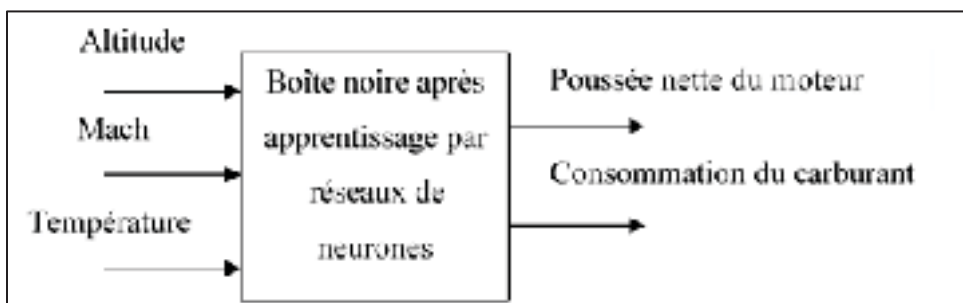 Altitude
Mach
Température
Boîte noire après
apprentissage par
réseaux de
neurones
Poussée nette du moteur
Consommation du carburant